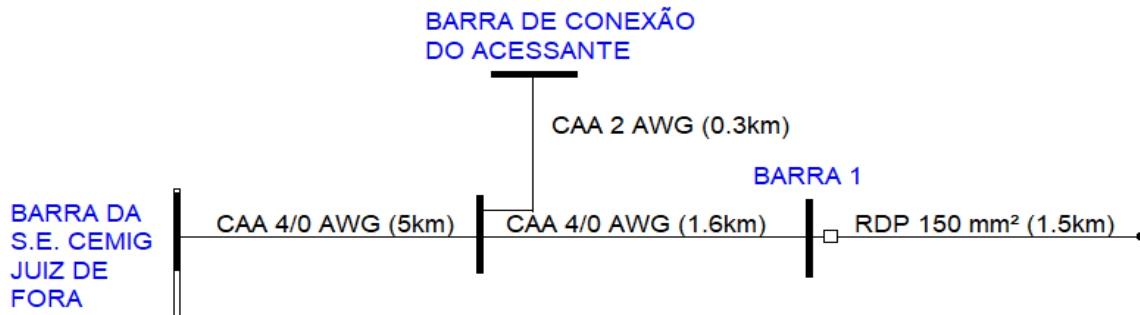 BARRA DE CONEXÃO
DO ACESSANTE
CAA 2 AWG (0.3km)
BARRA 1
BARRA DA
S.E. CEMIG
JUIZ DE
FORA
CAA 4/0 AWG (5km)
CAA 4/0 AWG (1.6km)
RDP 150 mm² (1.5km)